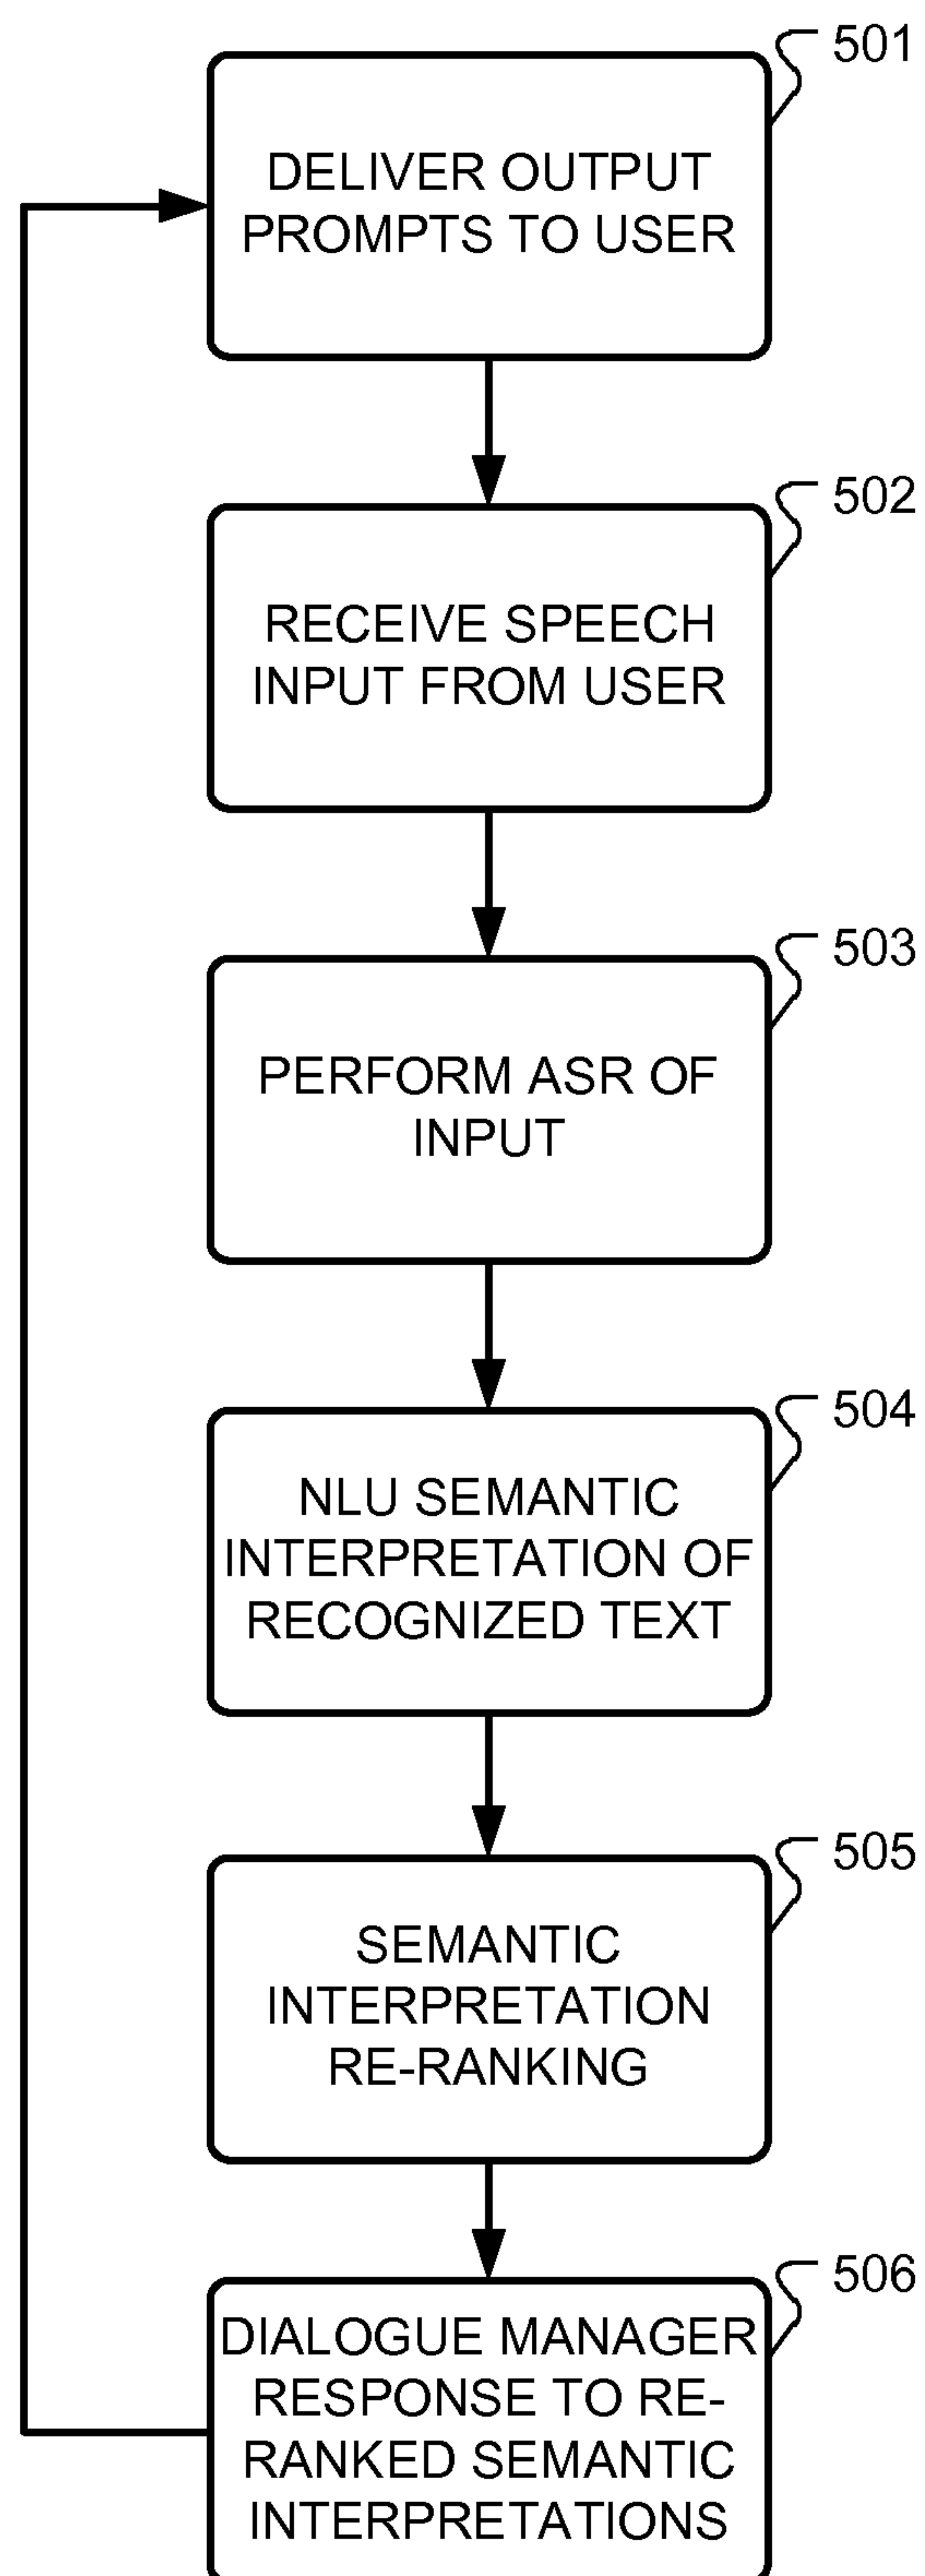 501
DELIVER OUTPUT
PROMPTS TO USER
502
RECEIVE SPEECH
INPUT FROM USER
503
PERFORM ASR OF
INPUT
504
NLU SEMANTIC
INTERPRETATION OF
RECOGNIZED TEXT
505
SEMANTIC
INTERPRETATION
RE-RANKING
506
DIALOGUE MANAGER
RESPONSE TO RE-
RANKED SEMANTIC
INTERPRETATIONS